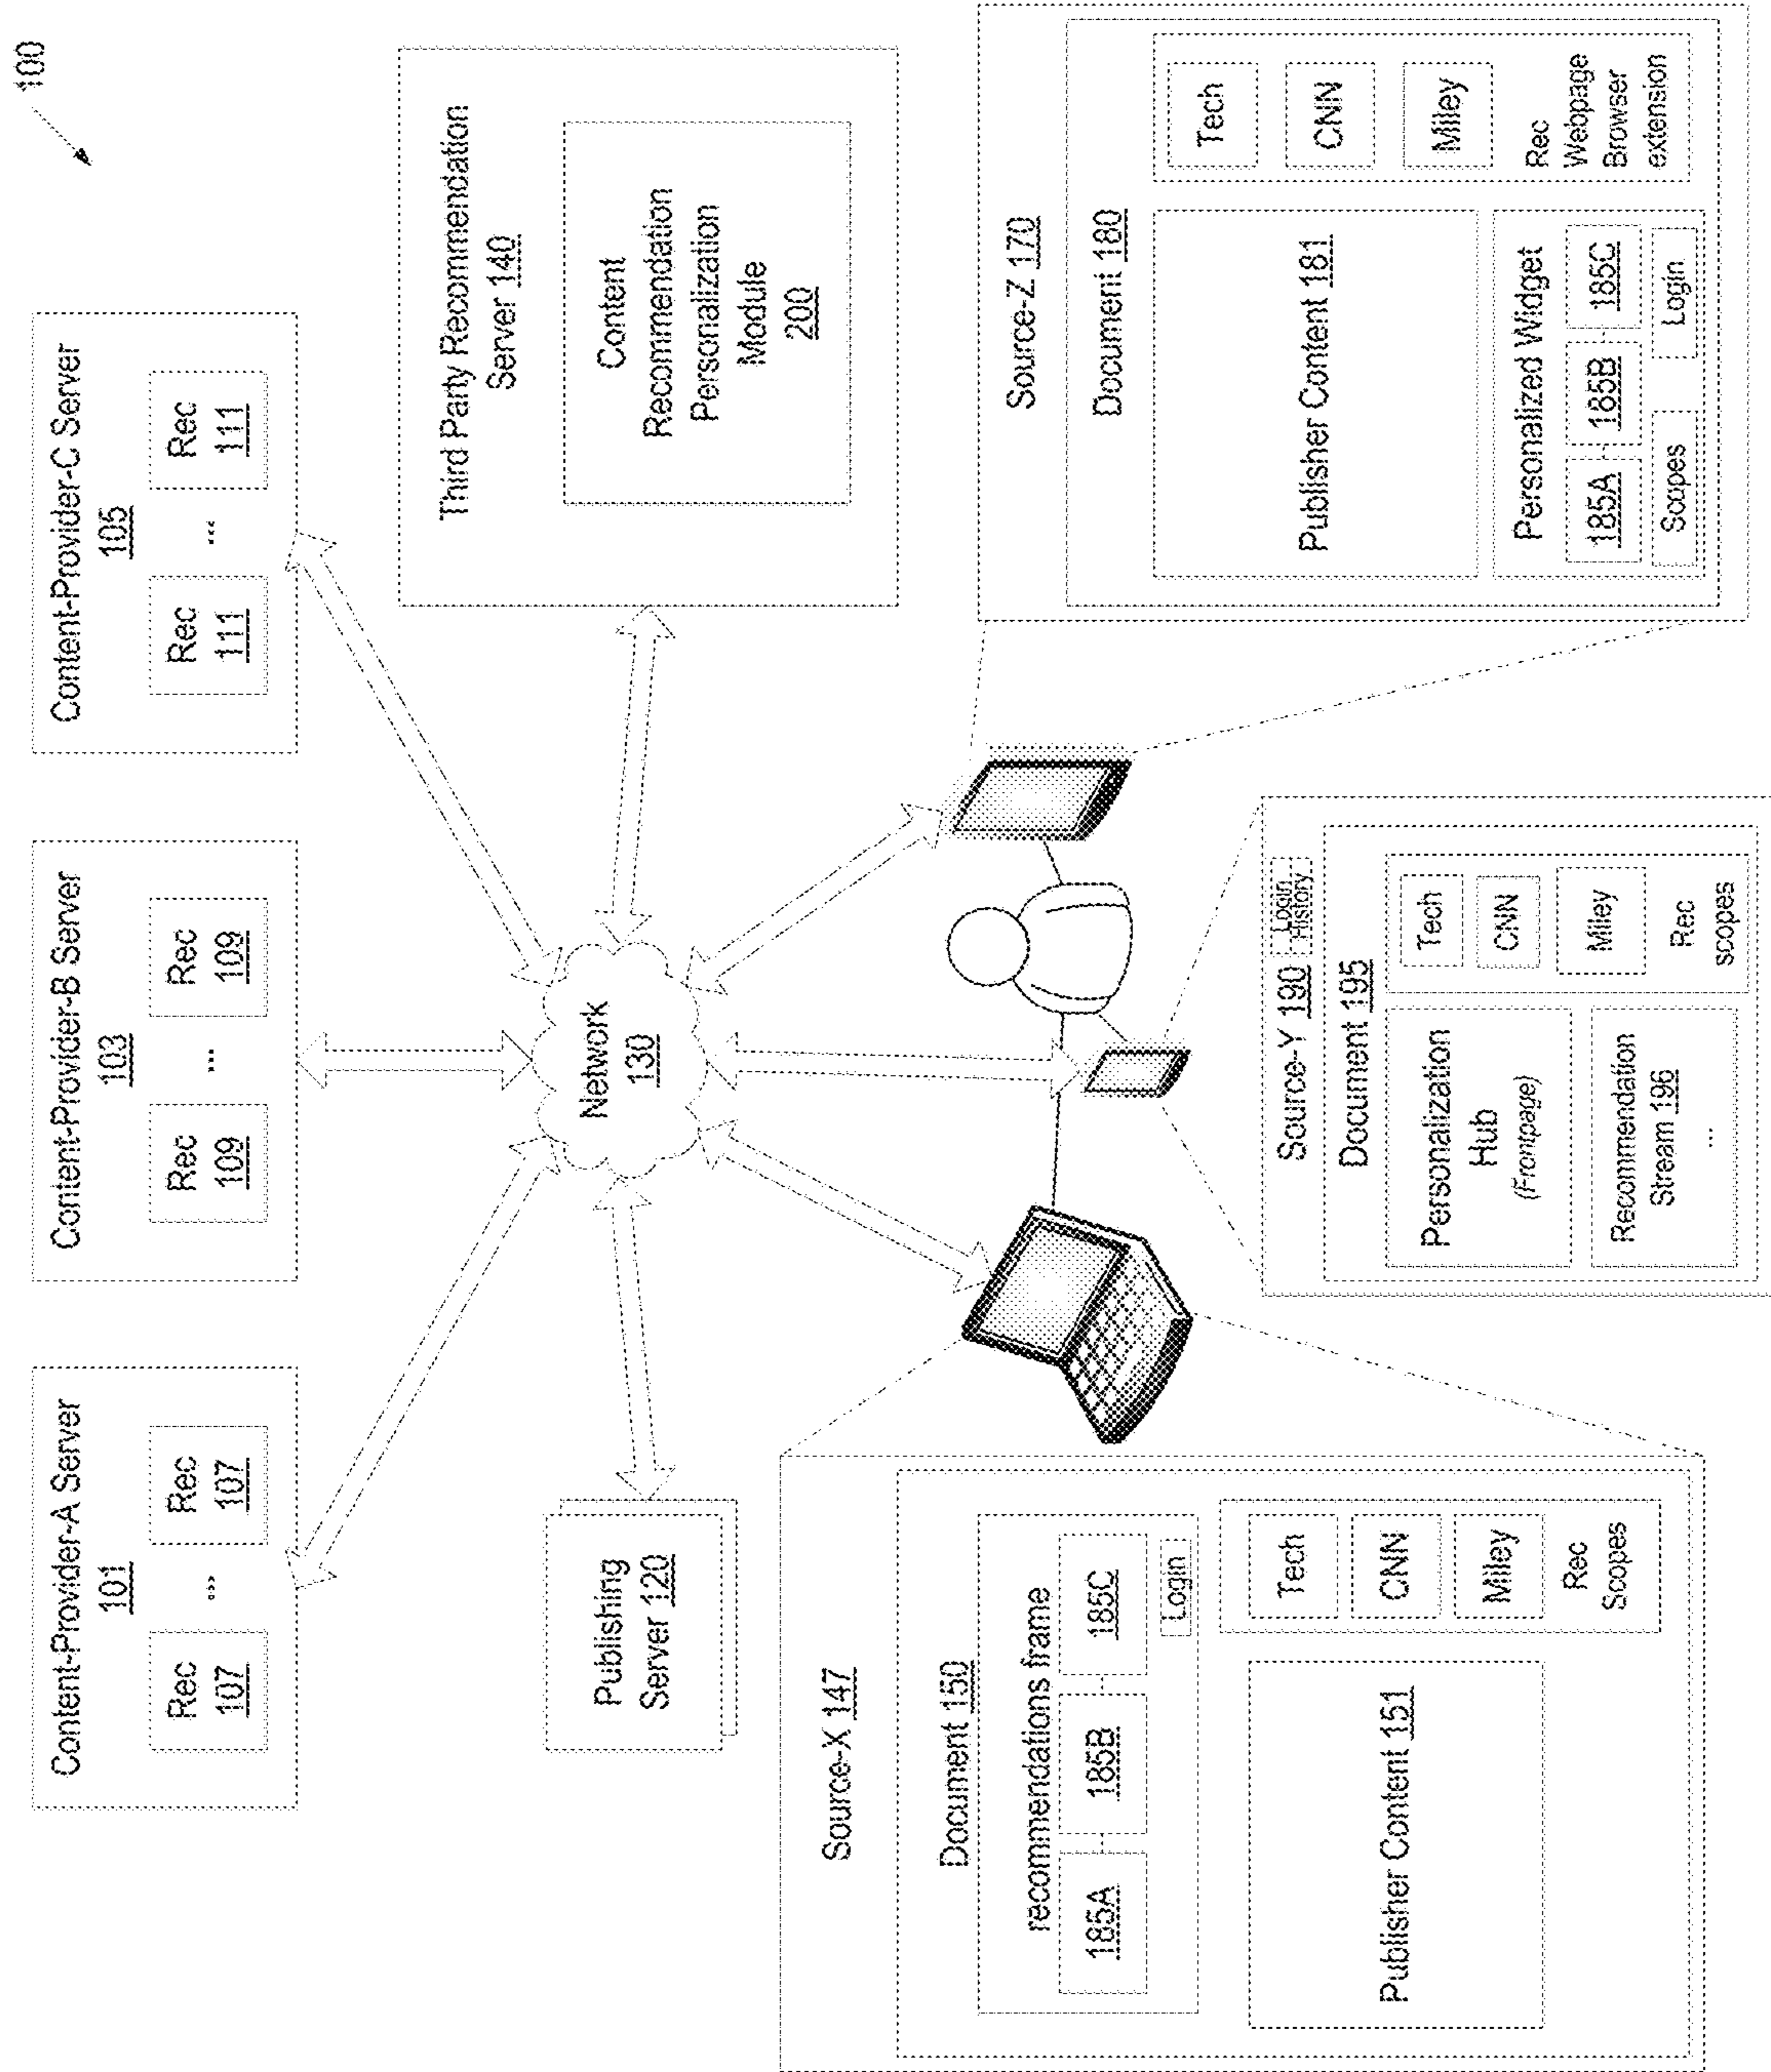 100
Content-Provider-A Server
101
Rec
107
...
Rec
107
Content-Provider-B Server
103
Rec
109
...
Rec
109
Content-Provider-C Server
105
Rec
111
...
Rec
111
Publishing
Server 120
Network
130
Third Party Recommendation
Server 140
Content
Recommendation
Personalization
Module
200
Source-X 147
Document 150
recommendations frame
185A
185B
185C
Login
Publisher Content 151
Tech
CNN
Miley
Rec
Scopes
Source-Y 190
Login
History
Document 195
Personalization
Hub
(Frontpage)
Recommendation
Stream 196
...
Tech
CNN
Miley
Rec
scopes
Source-Z 170
Document 180
Publisher Content 181
Personalized Widget
185A
185B
185C
Scopes
Login
Tech
CNN
Miley
Rec
Webpage
Browser
extension